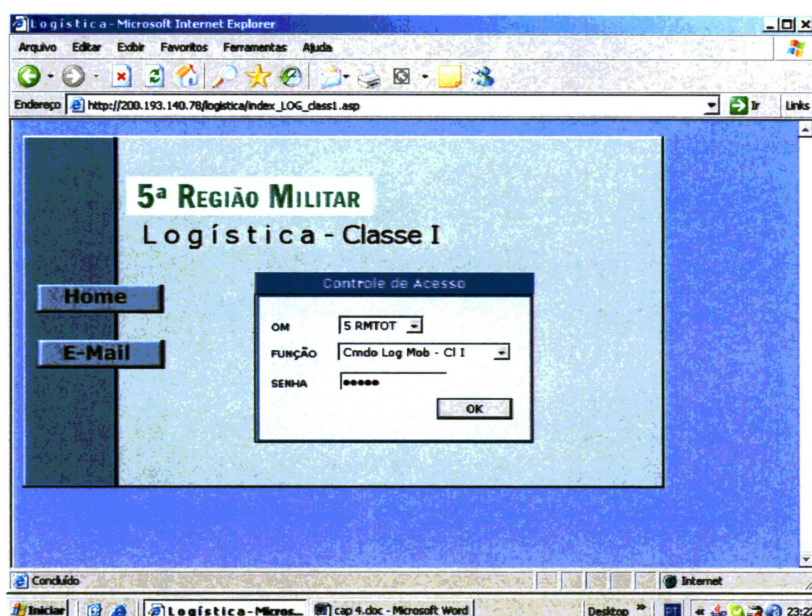 Logística - Microsoft Internet Explorer
Arquivo Editar Exibir Favoritos Ferramentas Ajuda
Endereço http://200.193.140.78/logistica/index_LOG_class1.asp Ir Links
5ª REGIÃO MILITAR
Logística - Classe I
Controle de Acesso
Home
OM 5 RMTOT
E-Mail
FUNÇÃO Cmdo Log Mob - Cl I
SENHA •••••
OK
Concluído Internet
Iniciar Logística - Micros... cap 4.doc - Microsoft Word Desktop » PT «